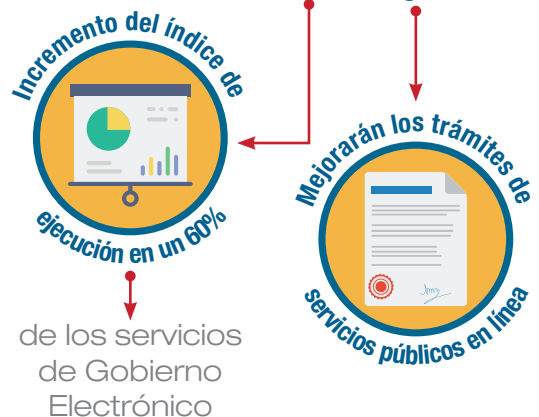 Incremento del índice de
ejecución en un 60%
de los servicios
de Gobierno
Electrónico
Mejorarán los trámites de
servicios públicos en línea